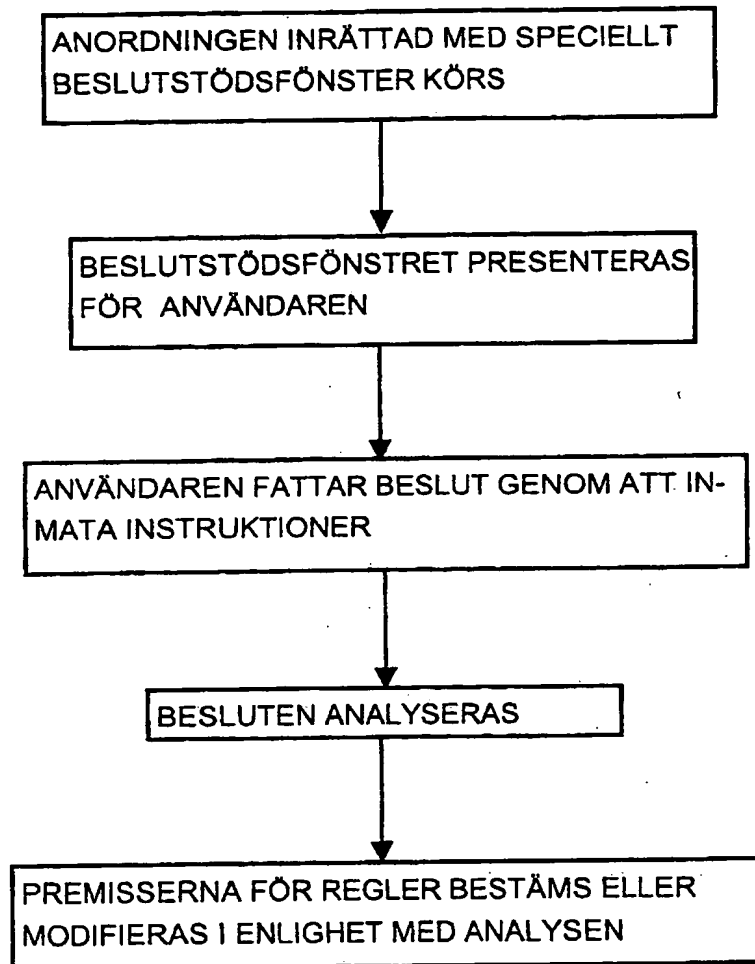 ANORDNINGEN INRÄTTAD MED SPECIELLT
BESLUTSTÖDSFÖNSTER KÖRS
BESLUTSTÖDSFÖNSTRET PRESENTERAS
FÖR ANVÄNDAREN
ANVÄNDAREN FATTAR BESLUT GENOM ATT IN-
MATA INSTRUKTIONER
BESLUTEN ANALYSERAS
PREMISSERNA FÖR REGLER BESTÄMS ELLER
MODIFIERAS I ENLIGHET MED ANALYSEN